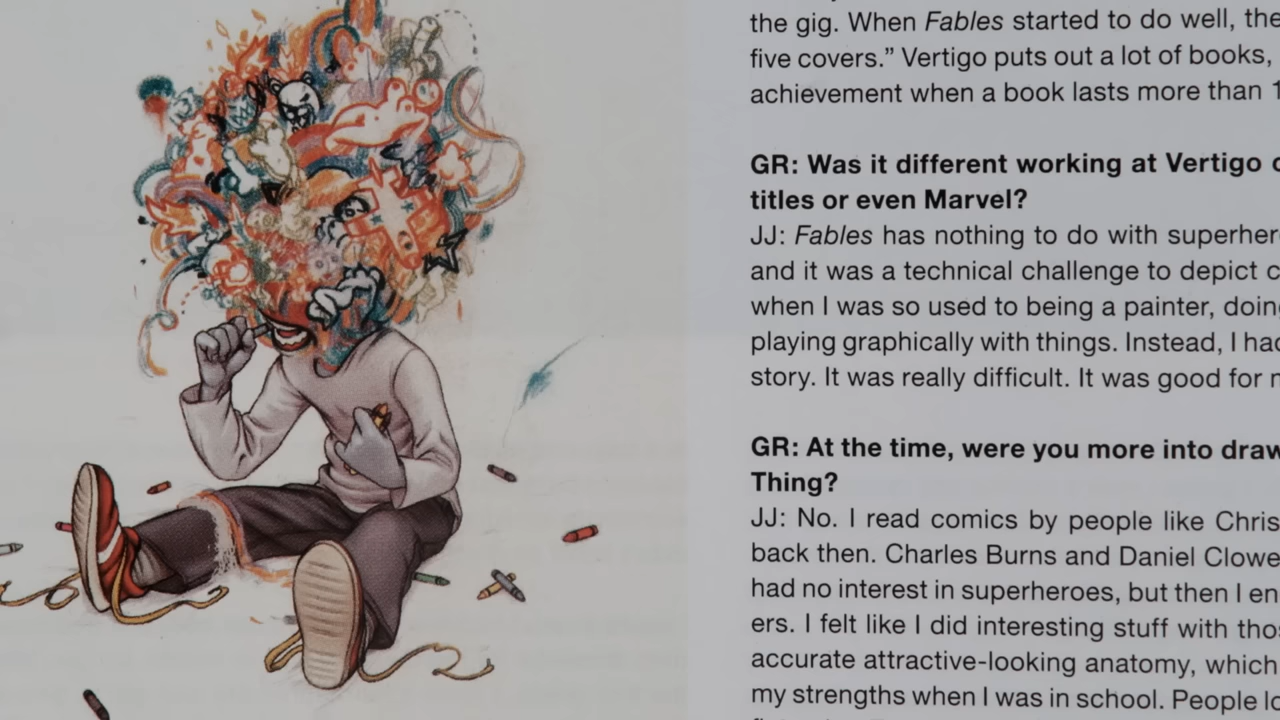 the gig. When Fables started to do well, the
five covers.” Vertigo puts out a lot of books,
achievement when a book lasts more than 1
GR: Was it different working at Vertigo
titles or even Marvel?
JJ: Fables has nothing to do with
and it was a technical challenge to depict
when I was so used to being a painter,
playing graphically with things. Instead, I
story. It was really difficult. It was good for
GR: At the time, were you more into
Thing?
JJ: No. I read comics by people like Chris
back then. Charles Burns and Daniel
had no interest in superheroes, but then I
ers. I felt like I did interesting stuff with
accurate attractive-looking anatomy, which
my strengths when I was in school. People